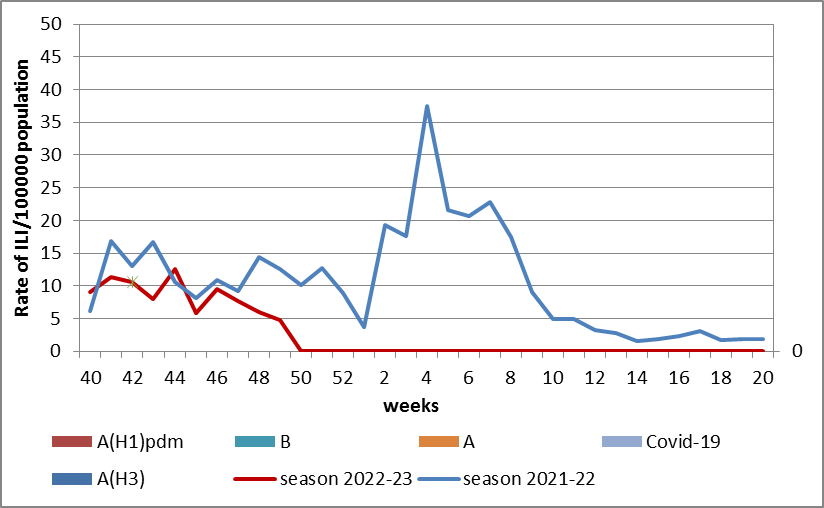 50
45
40
35
30
25
20
15
10
5
0
0
Rate of ILI/100000 population
40 42 44 46 48 50 52 2 4 6 8 10 12 14 16 18 20
weeks
A(H1)pdm B A Covid-19
A(H3) season 2022-23 season 2021-22